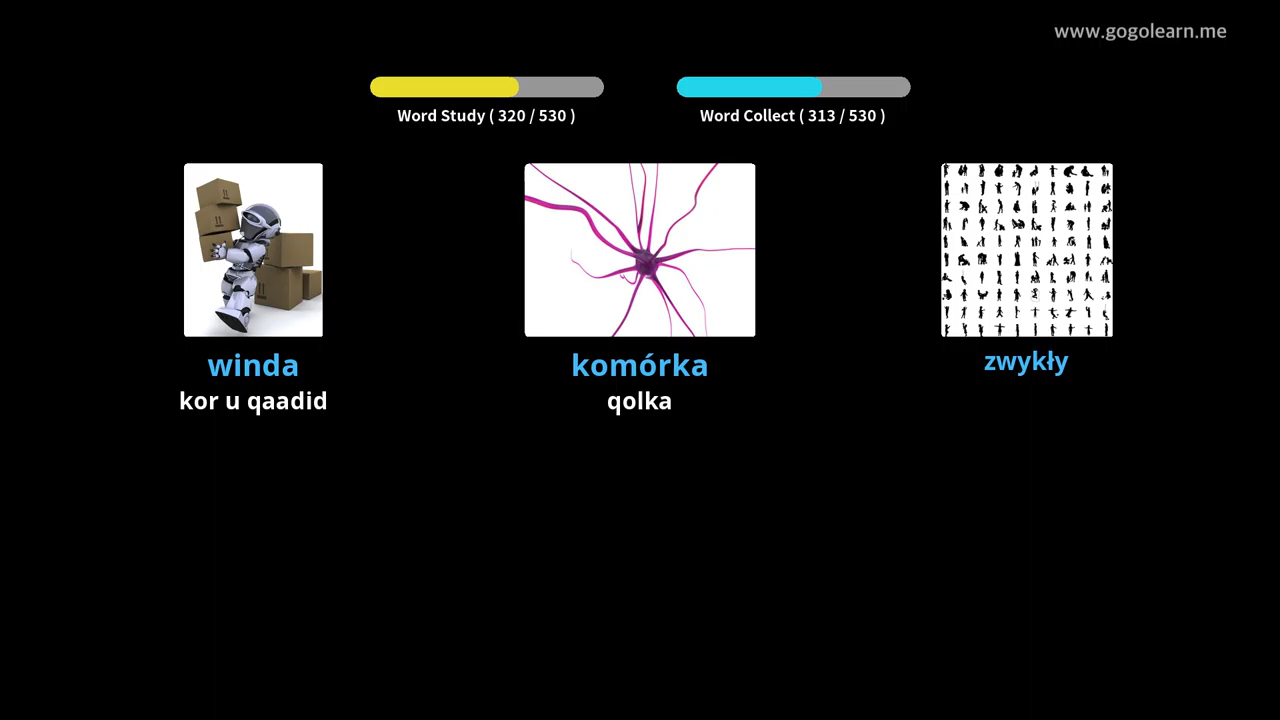 www.gogolearn.me
Word Study ( 320 / 530 )
Word Collect ( 313 / 530 )
winda
kor u qaadid
komórka
qolka
zwykły